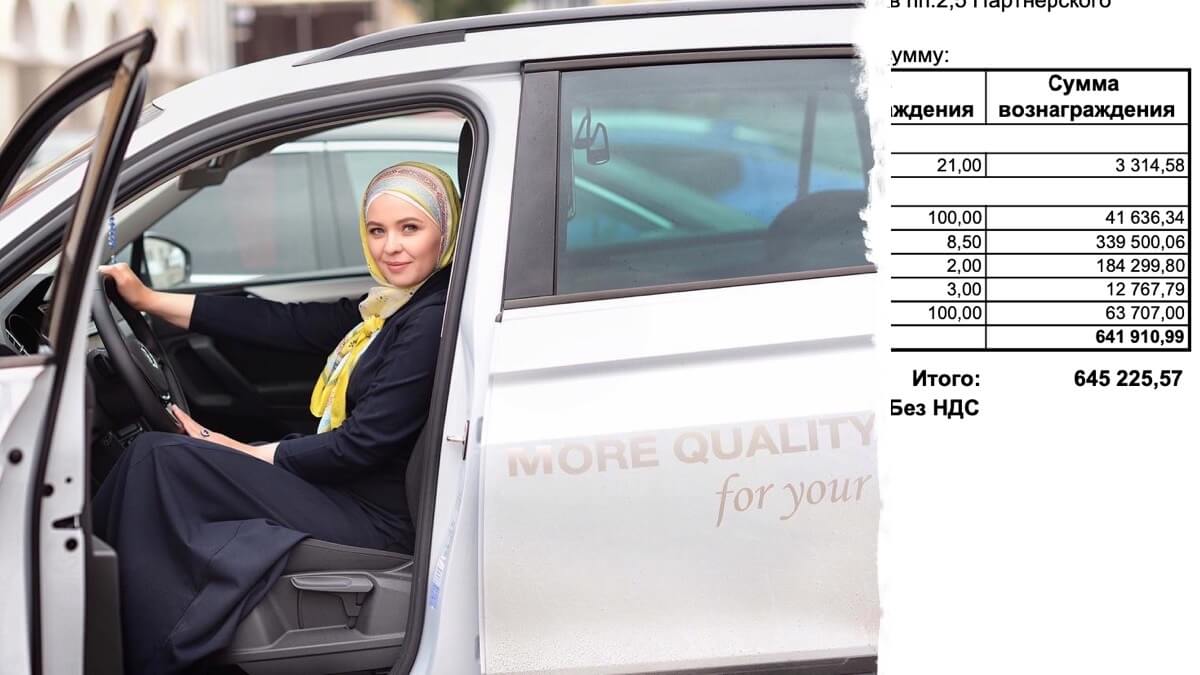 MORE QUALITY
for your
в пп.2,5 Партнерского
умму:
аждения Сумма вознаграждения
21,00 3 314,58
100,00 41 636,34
8,50 339 500,06
2,00 184 299,80
3,00 12 767,79
100,00 63 707,00
641 910,99
Итого: 645 225,57
Без НДС